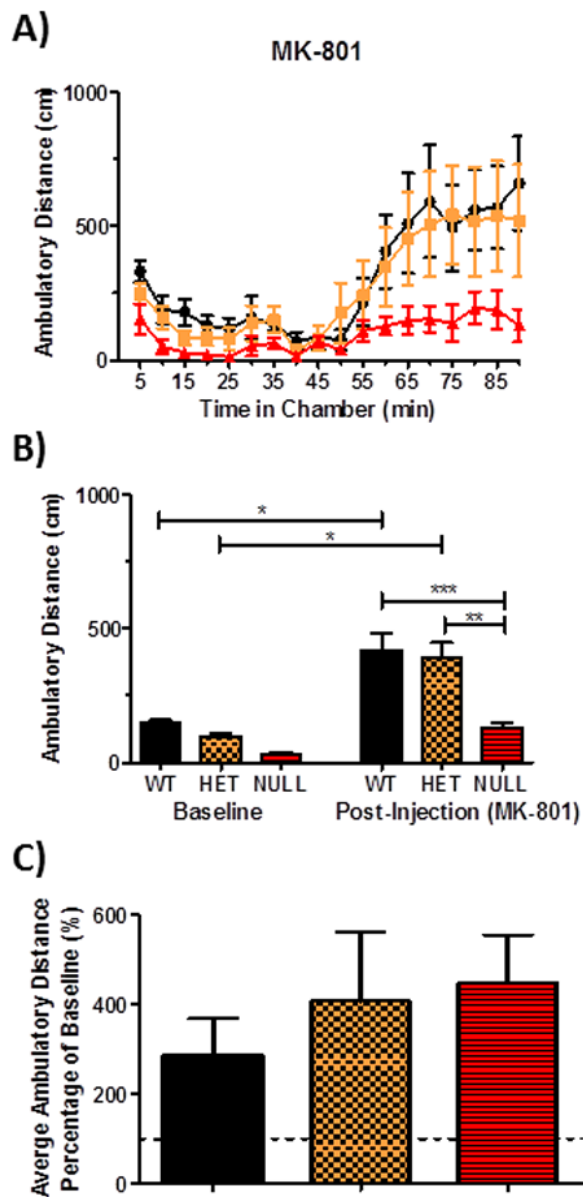 A)
MK-801
Ambulatory Distance (cm)
1000
500
0
5 15 25 35 45 55 65 75 85
Time in Chamber (min)
B)
Ambulatory Distance (cm)
1000
500
0
*
*
***
**
WT HET NULL WT HET NULL
Baseline Post-Injection (MK-801)
C)
Averge Ambulatory Distance
Percentage of Baseline (%)
600
400
200
0